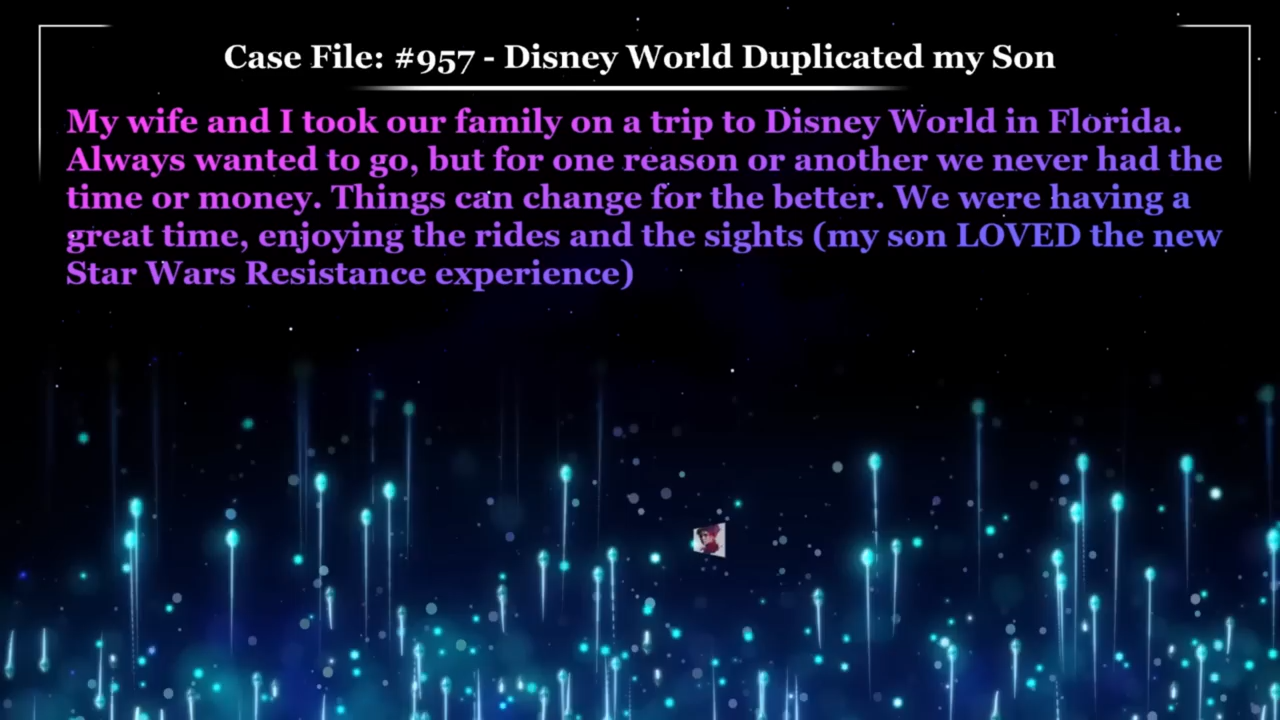 Case File: #957 - Disney World Duplicated my Son
My wife and I took our family on a trip to Disney World in Florida.
Always wanted to go, but for one reason or another we never had the
time or money. Things can change for the better. We were having a
great time, enjoying the rides and the sights (my son LOVED the new
Star Wars Resistance experience)